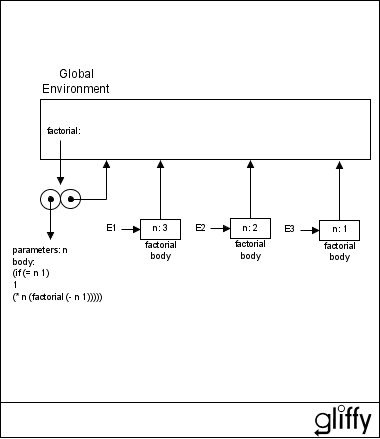 Global
Environment
factorial:
E1
n: 3
E2
n: 2
E3
n: 1
factorial
body
factorial
body
factorial
body
parameters: n
body:
(if (= n 1)
1
(* n (factorial (- n 1)))))
gliffy